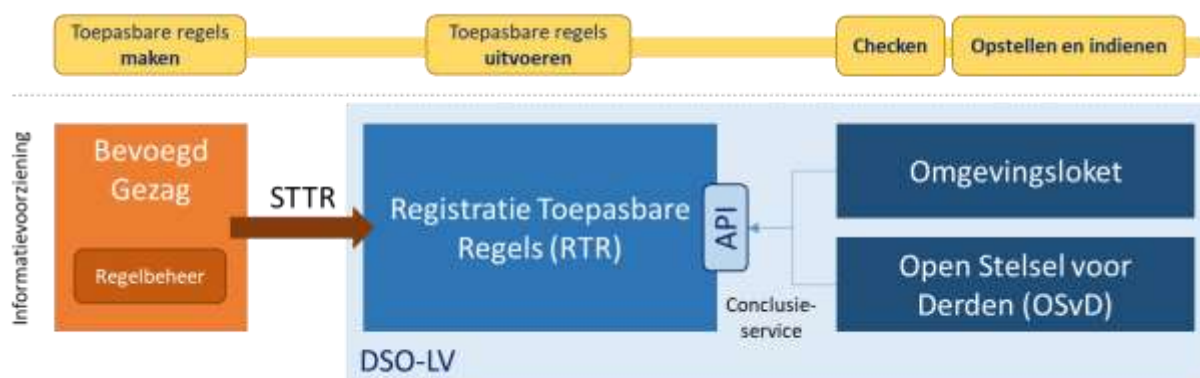 Toepasbare regels
maken
Toepasbare regels
uitvoeren
Checken
Opstellen en indienen
Informatievoorziening
Bevoegd
Gezag
Regelbeheer
STTR
Registratie Toepasbare
Regels (RTR)
API
Conclusie-
service
Omgevingsloket
Open Stelsel voor
Derden (OSvD)
DSO-LV